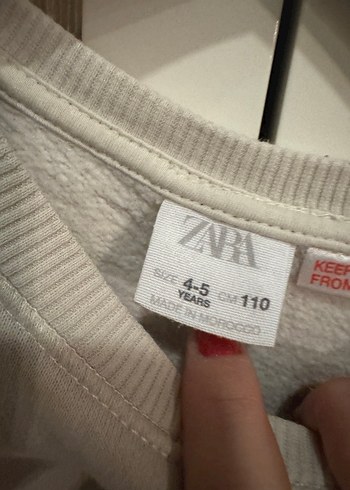 ZARA
SIZE 4-5 YEARS CM 110
MADE IN MOROCCO
KEEP
FROM